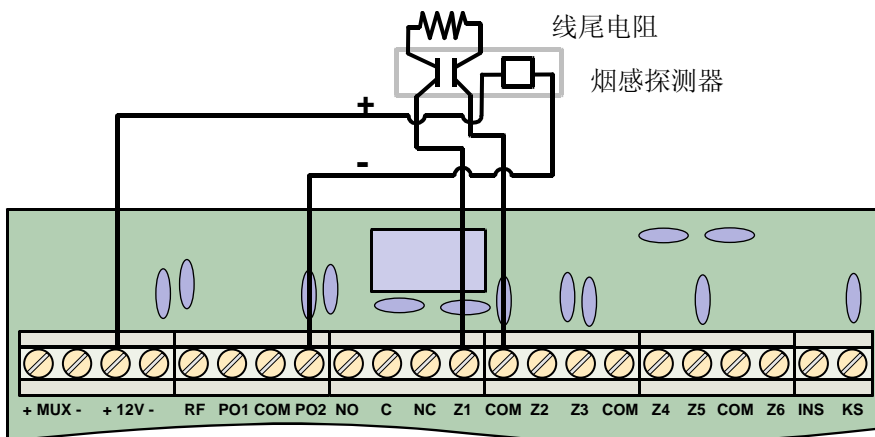 线尾电阻
烟感探测器
+
-
+ MUX - + 12V - RF PO1 COM PO2 NO C NC Z1 COM Z2 Z3 COM Z4 Z5 COM Z6 INS KS